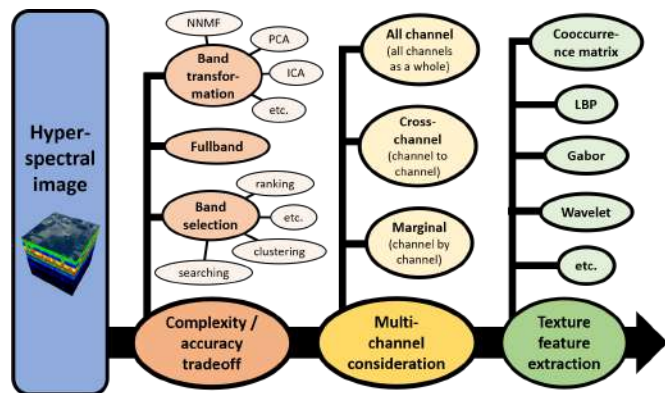 Hyper-
spectral
image
NNMF
PCA
Band
transfor-
mation
ICA
etc.
Fullband
ranking
Band
selection
etc.
clustering
searching
Complexity /
accuracy
tradeoff
All channel
(all channels
as a whole)
Cross-
channel
(channel to
channel)
Marginal
(channel by
channel)
Multi-
channel
consideration
Cooccurre-
nce matrix
LBP
Gabor
Wavelet
etc.
Texture
feature
extraction